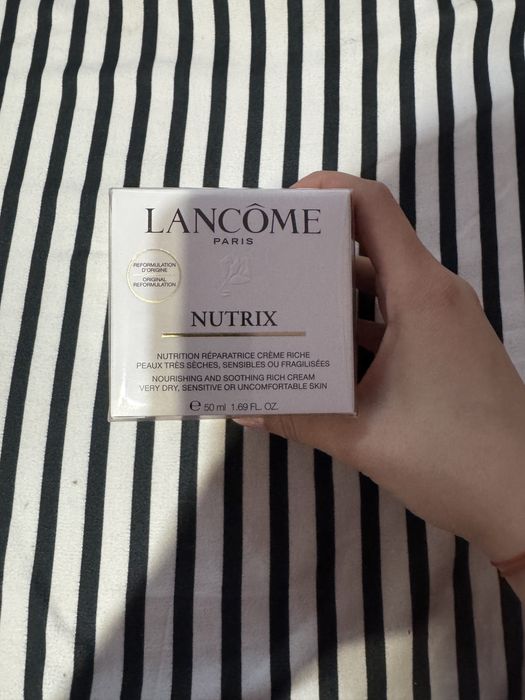 LANCÔME
PARIS
REFORMULATION
D'ORIGINE
ORIGINAL
REFORMULATION
NUTRIX
NUTRITION RÉPARATRICE CRÈME RICHE
PEAUX TRÈS SÈCHES, SENSIBLES OU FRAGILISÉES
NOURISHING AND SOOTHING RICH CREAM
VERY DRY, SENSITIVE OR UNCOMFORTABLE SKIN
℮ 50 ml 1.69 FL. OZ.